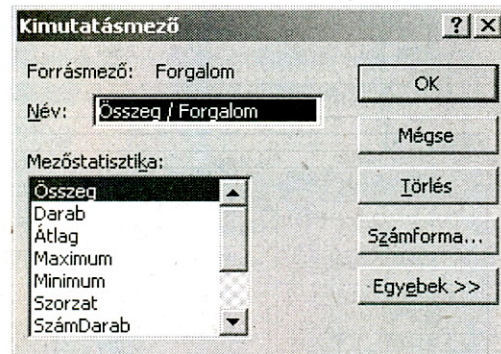 Kimutatásmező
Forrásmező: Forgalom
Név: Összeg / Forgalom
Mezőstatisztika:
Összeg
Darab
Átlag
Maximum
Minimum
Szorzat
SzámDarab
OK
Mégse
Törlés
Számforma...
Egyebek >>